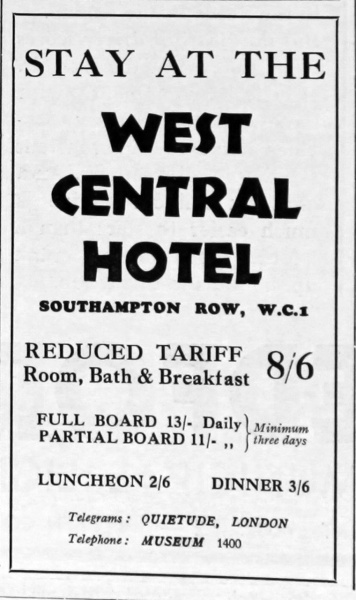 STAY AT THE
WEST
CENTRAL
HOTEL
SOUTHAMPTON ROW, W.C.1
REDUCED TARIFF 8/6
Room, Bath & Breakfast
FULL BOARD 13/- Daily } Minimum
PARTIAL BOARD 11/- ,, } three days
LUNCHEON 2/6 DINNER 3/6
Telegrams: QUIETUDE, LONDON
Telephone: MUSEUM 1400